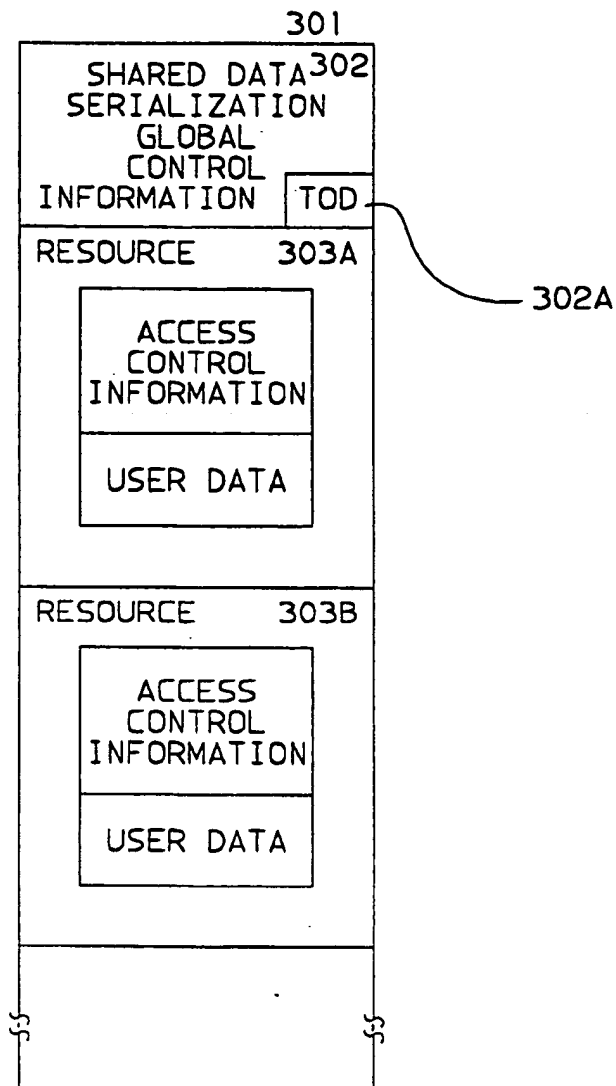 301
SHARED DATA 302
SERIALIZATION
GLOBAL
CONTROL
INFORMATION TOD
302A
RESOURCE 303A
ACCESS
CONTROL
INFORMATION
USER DATA
RESOURCE 303B
ACCESS
CONTROL
INFORMATION
USER DATA